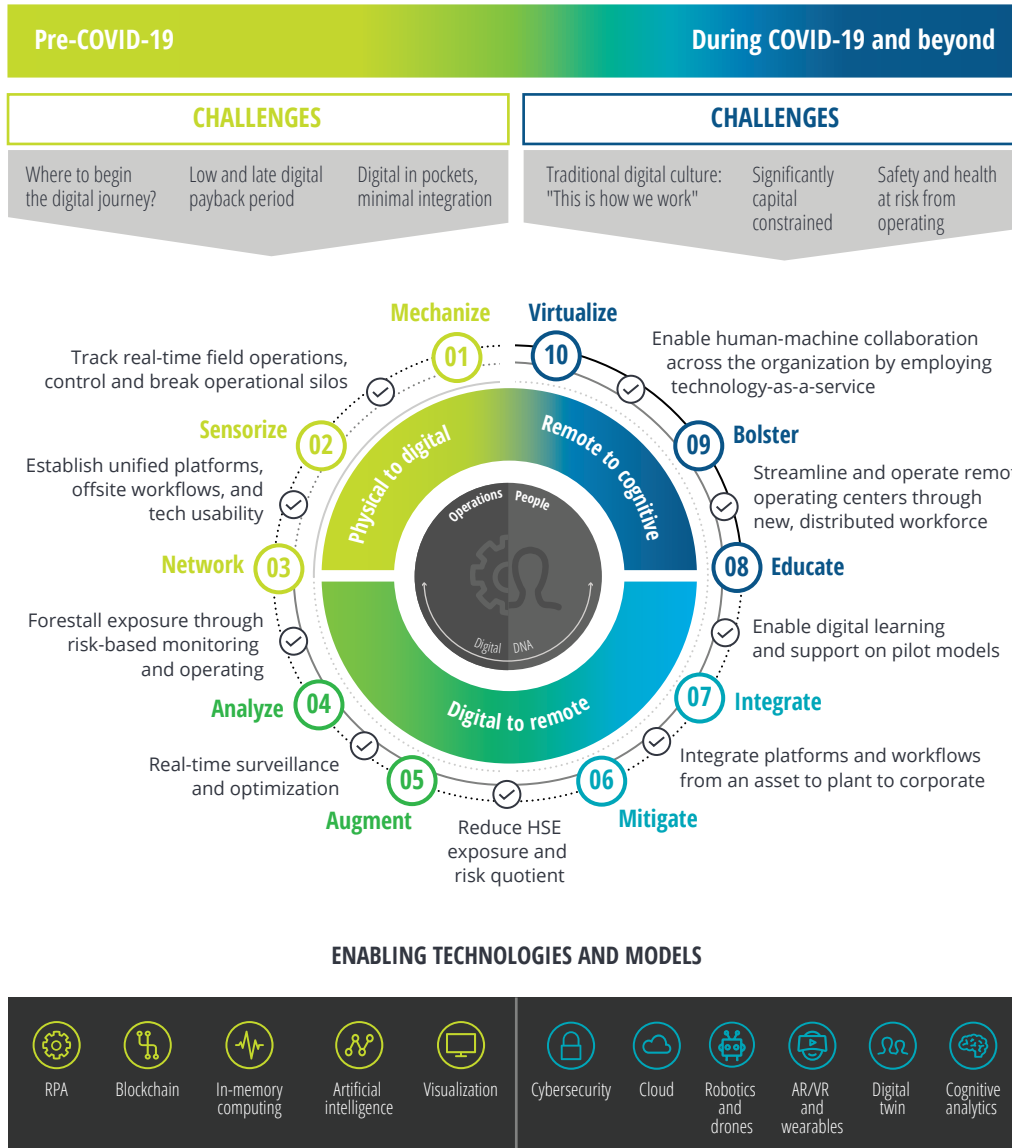 Pre-COVID-19
During COVID-19 and beyond
CHALLENGES
Where to begin
the digital journey?
Low and late digital
payback period
Digital in pockets,
minimal integration
CHALLENGES
Traditional digital culture:
"This is how we work"
Significantly
capital
constrained
Safety and health
at risk from
operating
Mechanize
01
Track real-time field operations,
control and break operational silos
Sensorize
02
Establish unified platforms,
offsite workflows, and
tech usability
Network
03
Forestall exposure through
risk-based monitoring
and operating
Analyze
04
Real-time surveillance
and optimization
05
Augment
Reduce HSE
exposure and
risk quotient
06
Mitigate
Integrate platforms and workflows
from an asset to plant to corporate
07
Integrate
Enable digital learning
and support on pilot models
08
Educate
Streamline and operate
operating centers through
new, distributed workforce
09
Bolster
Enable human-machine collaboration
across the organization by employing
technology-as-a-service
Virtualize
10
Physical to digital
Remote to cognitive
Digital to remote
Operations
People
Digital
DNA
ENABLING TECHNOLOGIES AND MODELS
RPA
Blockchain
In-memory
computing
Artificial
intelligence
Visualization
Cybersecurity
Cloud
Robotics
and
drones
AR/VR
and
wearables
Digital
twin
Cognitive
analytics